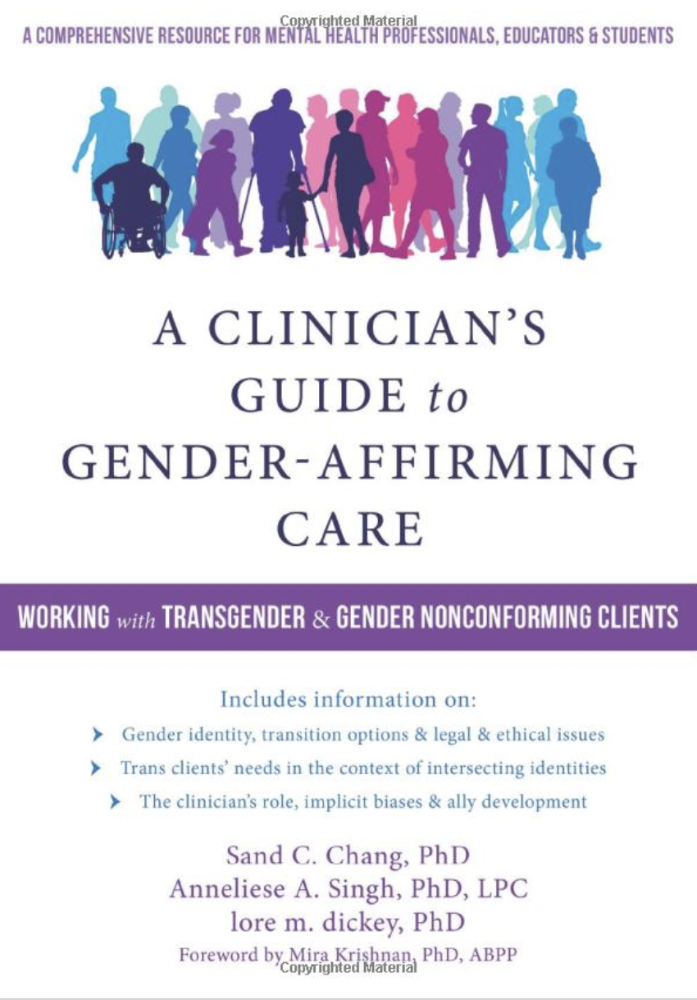 Copyrighted Material
A COMPREHENSIVE RESOURCE FOR MENTAL HEALTH PROFESSIONALS, EDUCATORS & STUDENTS
A CLINICIAN'S
GUIDE to
GENDER-AFFIRMING
CARE
WORKING with TRANSGENDER & GENDER NONCONFORMING CLIENTS
Includes information on:
➤ Gender identity, transition options & legal & ethical issues
➤ Trans clients' needs in the context of intersecting identities
➤ The clinician's role, implicit biases & ally development
Sand C. Chang, PhD
Anneliese A. Singh, PhD, LPC
lore m. dickey, PhD
Foreword by Mira Krishnan, PhD, ABPP
Copyrighted Material